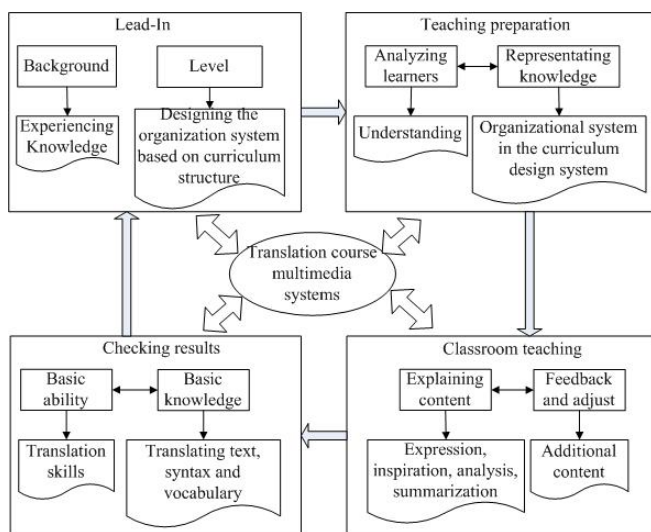 Lead-In
Background
Level
Experiencing
Knowledge
Designing the
organization system
based on curriculum
structure
Teaching preparation
Analyzing
learners
Representating
knowledge
Understanding
Organizational system
in the curriculum
design system
Translation course
multimedia
systems
Checking results
Basic
ability
Basic
knowledge
Translation
skills
Translating text,
syntax and
vocabulary
Classroom teaching
Explaining
content
Feedback
and adjust
Expression,
inspiration, analysis,
summarization
Additional
content